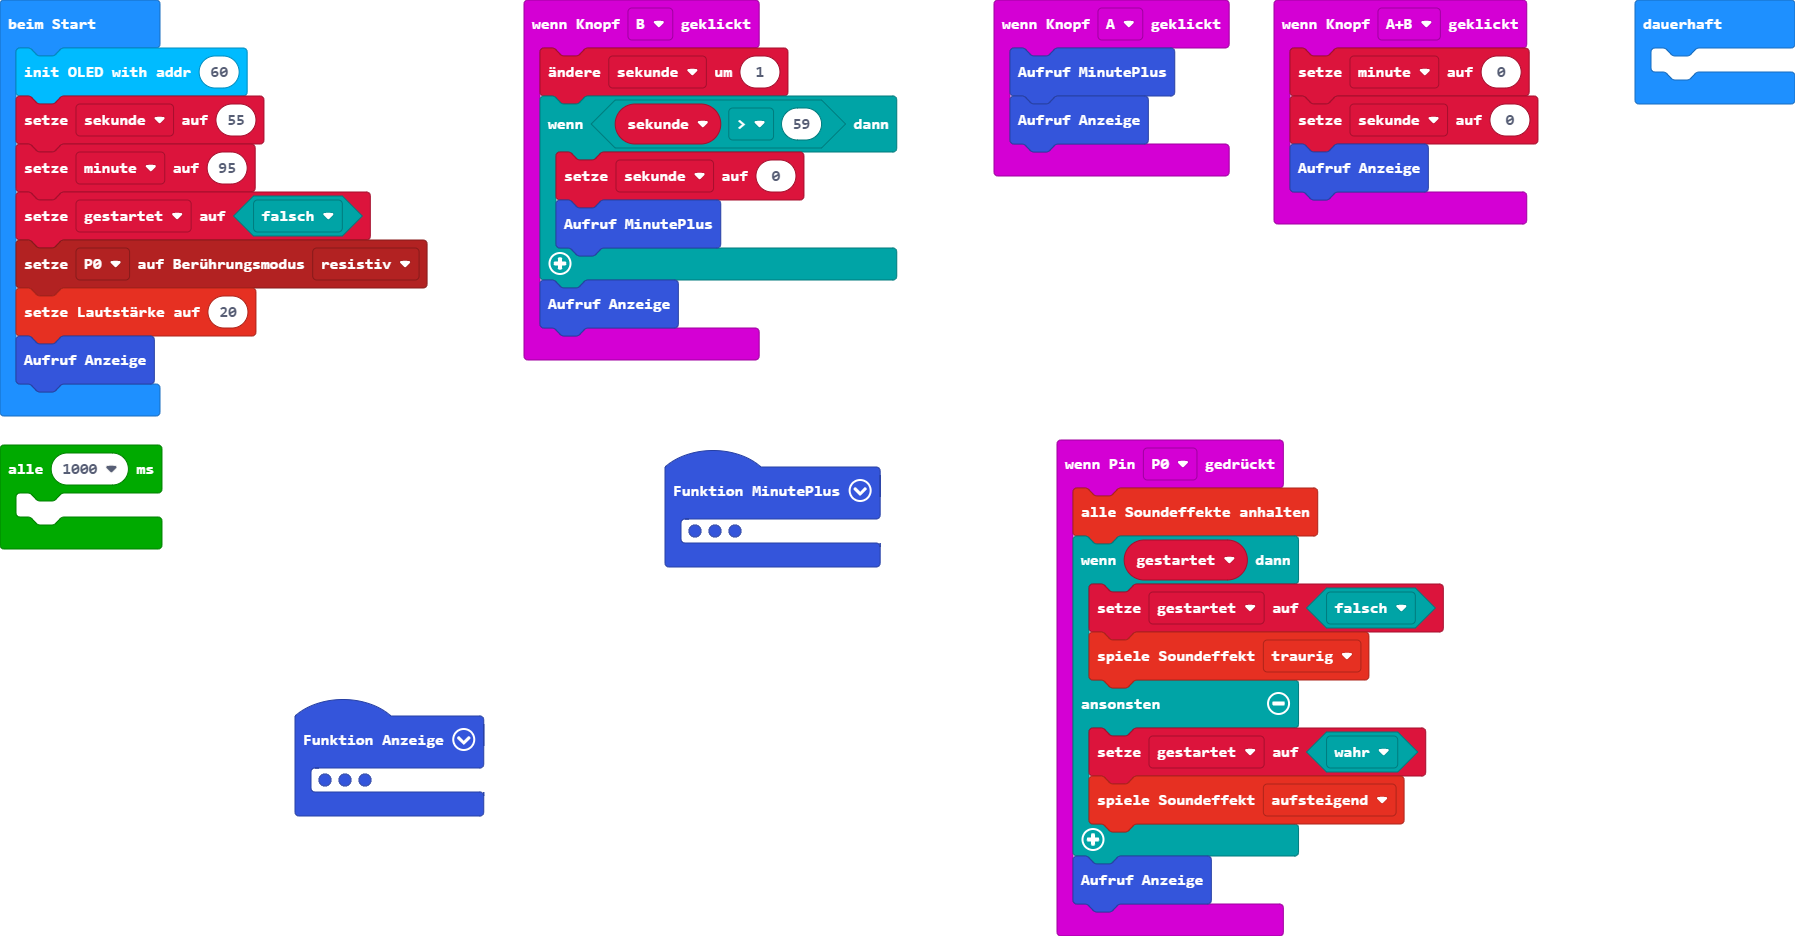 beim Start
init OLED with addr 60
setze sekunde auf 55
setze minute auf 95
setze gestartet auf falsch
setze P0 auf Berührungsmodus resistiv
setze Lautstärke auf 20
Aufruf Anzeige
wenn Knopf B geklickt
ändere sekunde um 1
wenn sekunde > 59 dann
setze sekunde auf 0
Aufruf MinutePlus
Aufruf Anzeige
wenn Knopf A geklickt
Aufruf MinutePlus
Aufruf Anzeige
wenn Knopf A+B geklickt
setze minute auf 0
setze sekunde auf 0
Aufruf Anzeige
dauerhaft
alle 1000 ms
Funktion MinutePlus
Funktion Anzeige
wenn Pin P0 gedrückt
alle Soundeffekte anhalten
wenn gestartet dann
setze gestartet auf falsch
spiele Soundeffekt traurig
ansonsten
setze gestartet auf wahr
spiele Soundeffekt aufsteigend
Aufruf Anzeige